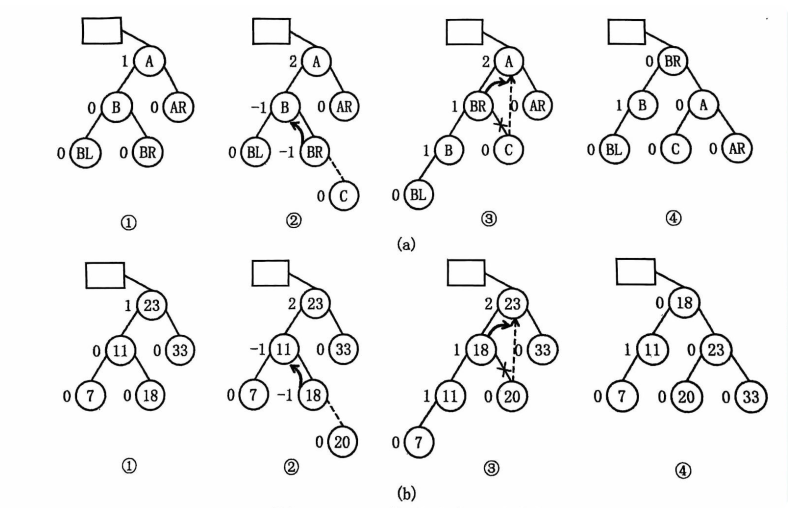 1 A 2 A 2 A 0 BR
0 B 0 AR -1 B 0 AR 1 BR 0 AR 1 B 0 A
0 BL 0 BR 0 BL -1 BR 1 B 0 C 0 BL 0 C 0 AR
0 C 0 BL
① ② ③ ④
(a)
1 23 2 23 2 23 0 18
0 11 0 33 -1 11 0 33 1 18 0 33 1 11 0 23
0 7 0 18 0 7 -1 18 1 11 0 20 0 7 0 20 0 33
0 20 0 7
① ② ③ ④
(b)